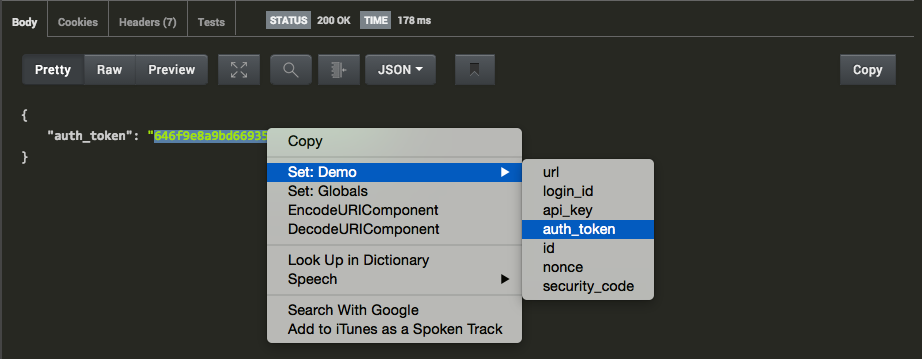 Body Cookies Headers (7) Tests STATUS 200 OK TIME 178 ms
Pretty Raw Preview JSON Copy
{
"auth_token": "646f9e8a9bd66935
}
Copy
Set: Demo
Set: Globals
EncodeURIComponent
DecodeURIComponent
Look Up in Dictionary
Speech
Search With Google
Add to iTunes as a Spoken Track
url
login_id
api_key
auth_token
id
nonce
security_code